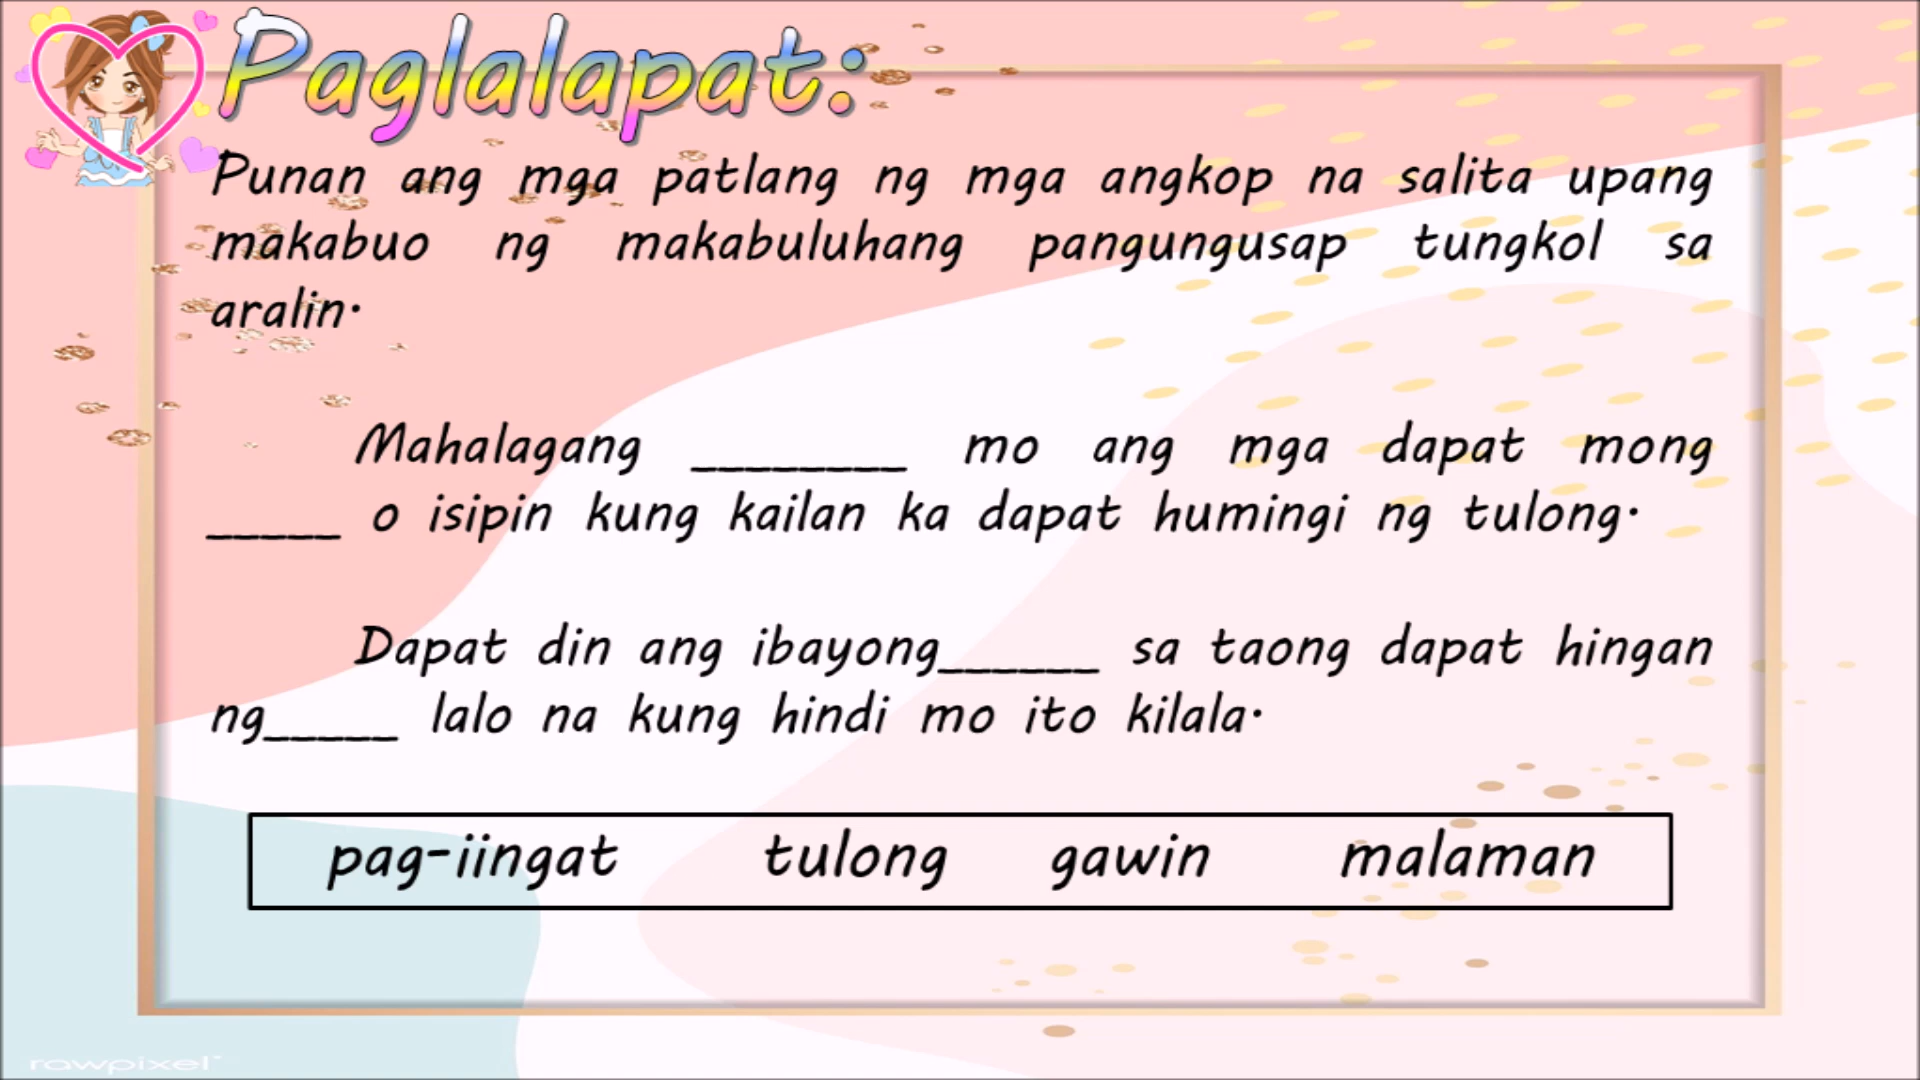 Paglalapat:
Punan ang mga patlang ng mga angkop na salita upang
makabuo ng makabuluhang pangungusap tungkol sa
aralin.
Mahalagang ________ mo ang mga dapat mong
_____ o isipin kung kailan ka dapat humingi ng tulong.
Dapat din ang ibayong______ sa taong dapat hingan
ng_____ lalo na kung hindi mo ito kilala.
pag-iingat tulong gawin malaman
rawpixel